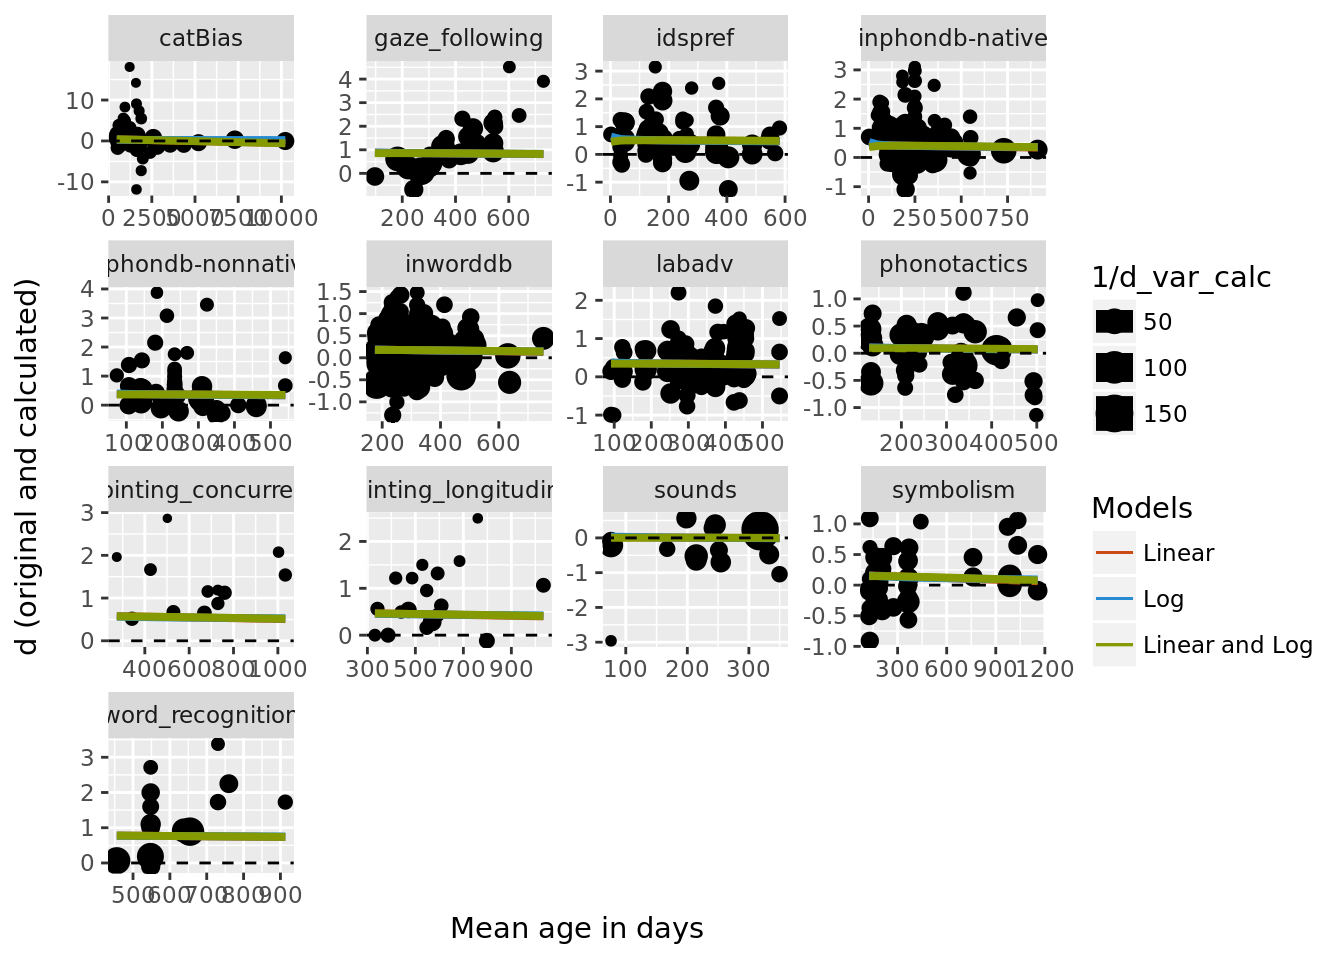 catBias
gaze_following
idspref
inphondb-native
10
0
-10
0 2500 5000 7500 10000
4
3
2
1
0
200 400 600
3
2
1
0
-1
0 200 400 600
3
2
1
0
-1
0 250 500 750
phondb-nonnativ
inworddb
labadv
phonotactics
4
3
2
1
0
100 200 300 400 500
1.5
1.0
0.5
0.0
-0.5
-1.0
200 400 600
2
1
0
-1
100 200 300 400 500
1.0
0.5
0.0
-0.5
-1.0
200 300 400 500
ointing_concurre
inting_longitudin
sounds
symbolism
3
2
1
0
400 600 800 1000
2
1
0
300 500 700 900
0
-1
-2
-3
100 300
1.0
0.5
0.0
-0.5
-1.0
300 600 900 1200
word_recognition
3
2
1
0
500 600 700 800 900
Mean age in days
d (original and calculated)
1/d_var_calc
50
100
150
Models
Linear
Log
Linear and Log